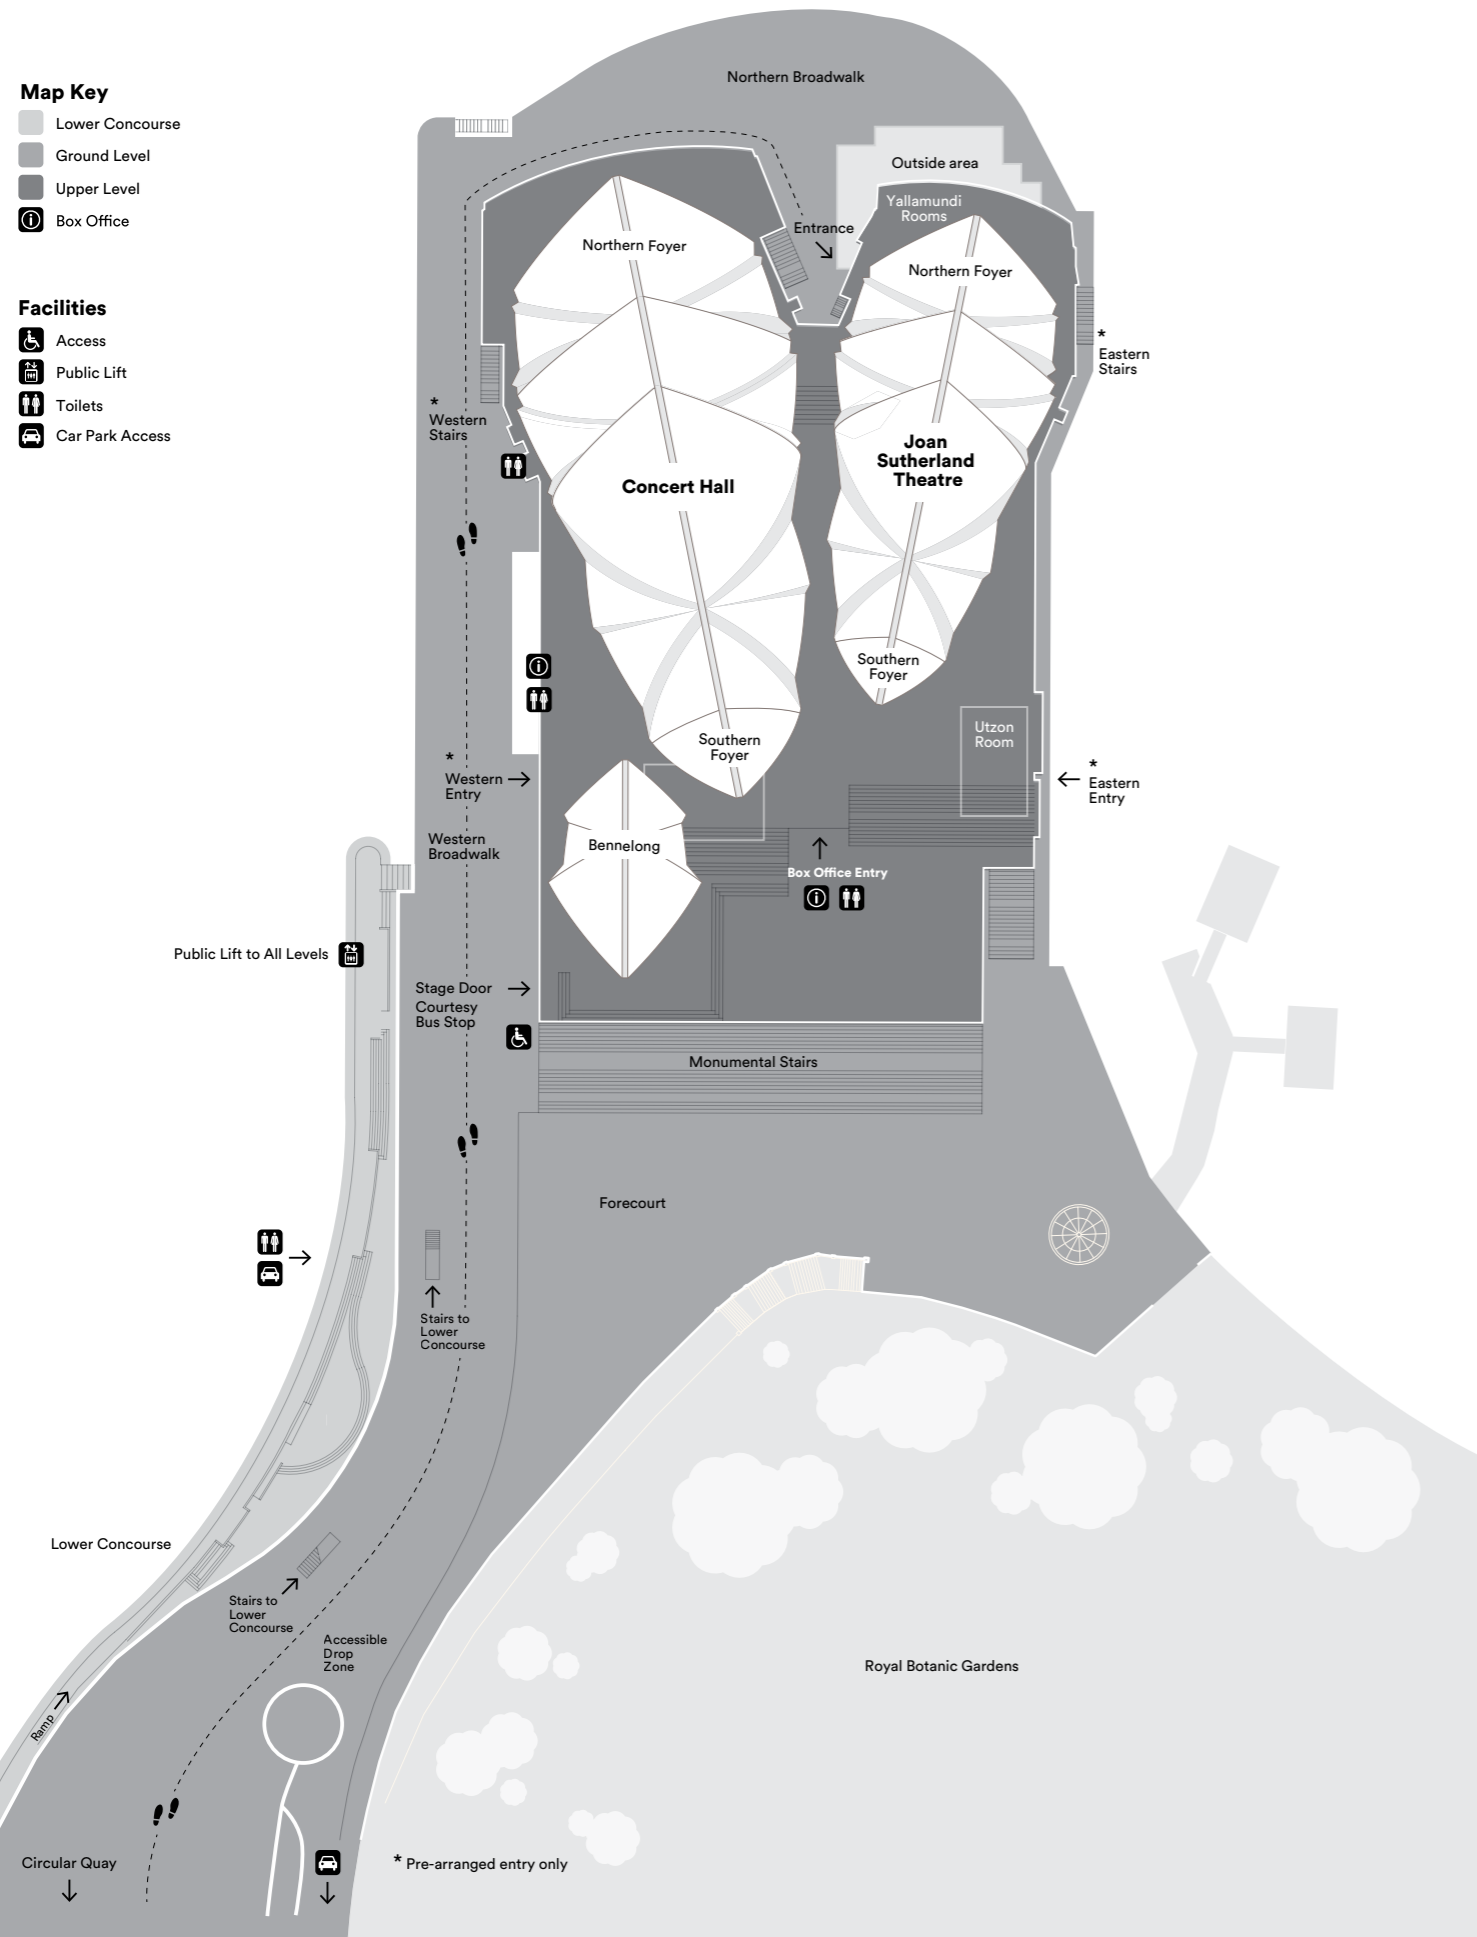 Map Key
Lower Concourse
Ground Level
Upper Level
Box Office
Facilities
Access
Public Lift
Toilets
Car Park Access
Northern Broadwalk
Outside area
Yallamundi
Rooms
Entrance
Northern Foyer
Northern Foyer
*
Eastern
Stairs
*
Western
Stairs
Joan
Sutherland
Theatre
Concert Hall
Southern
Foyer
Southern
Foyer
Utzon
Room
*
Western
Entry
*
Eastern
Entry
Western
Broadwalk
Bennelong
Box Office Entry
Public Lift to All Levels
Stage Door
Courtesy
Bus Stop
Monumental Stairs
Forecourt
Stairs to
Lower
Concourse
Lower Concourse
Stairs to
Lower
Concourse
Accessible
Drop
Zone
Royal Botanic Gardens
Ramp
Circular Quay
* Pre-arranged entry only